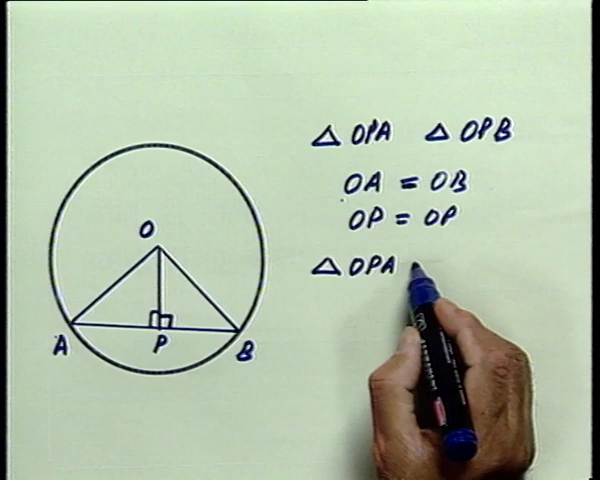 △ OPA △ OPB
OA = OB
OP = OP
△ OPA
O
A P B